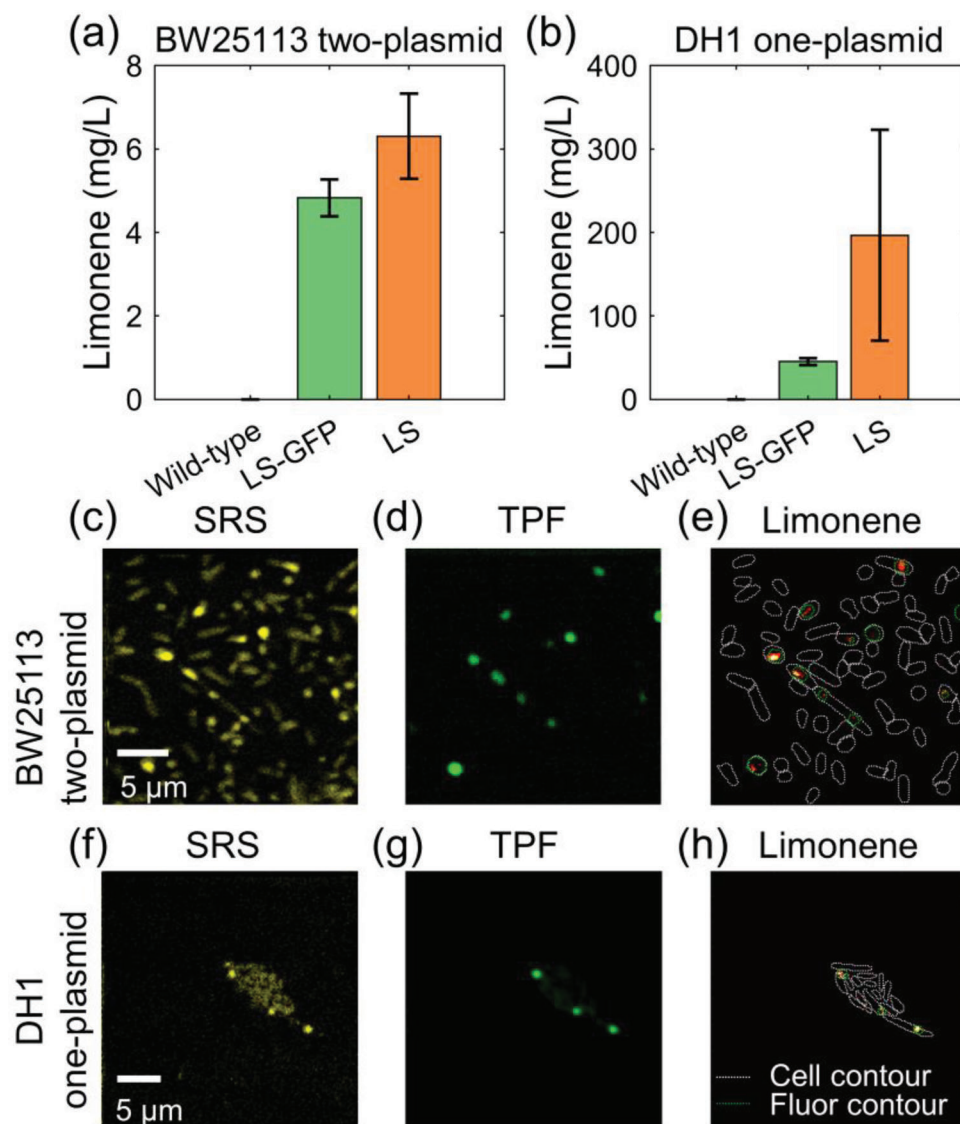 (a) BW25113 two-plasmid
Limonene (mg/L)
8
6
4
2
0
Wild-type
LS-GFP
LS
(b) DH1 one-plasmid
Limonene (mg/L)
400
300
200
100
0
Wild-type
LS-GFP
LS
BW25113
two-plasmid
(c) SRS
5 μm
(d) TPF
(e) Limonene
DH1
one-plasmid
(f) SRS
5 μm
(g) TPF
(h) Limonene
Cell contour
Fluor contour